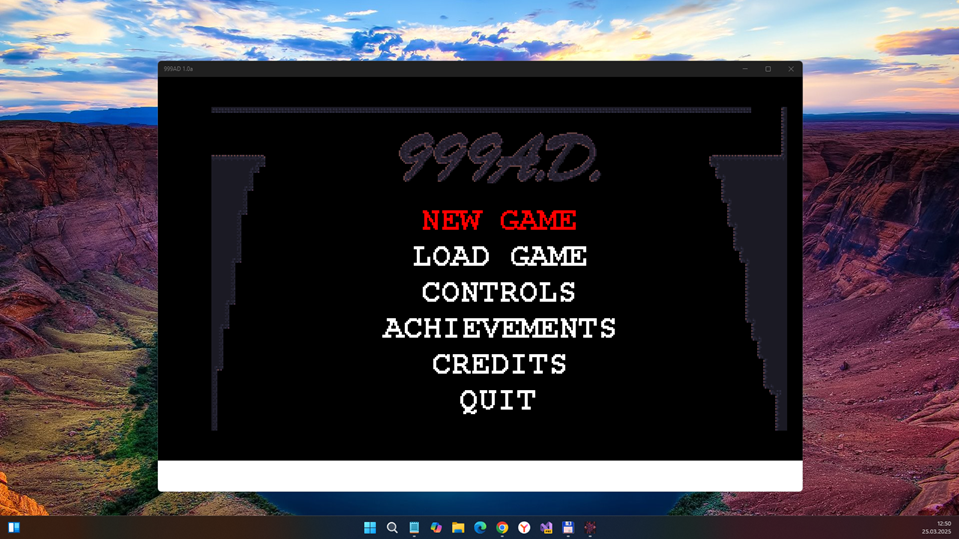 999AD 1.0a
999A.D.
NEW GAME
LOAD GAME
CONTROLS
ACHIEVEMENTS
CREDITS
QUIT
12:50
25.03.2025